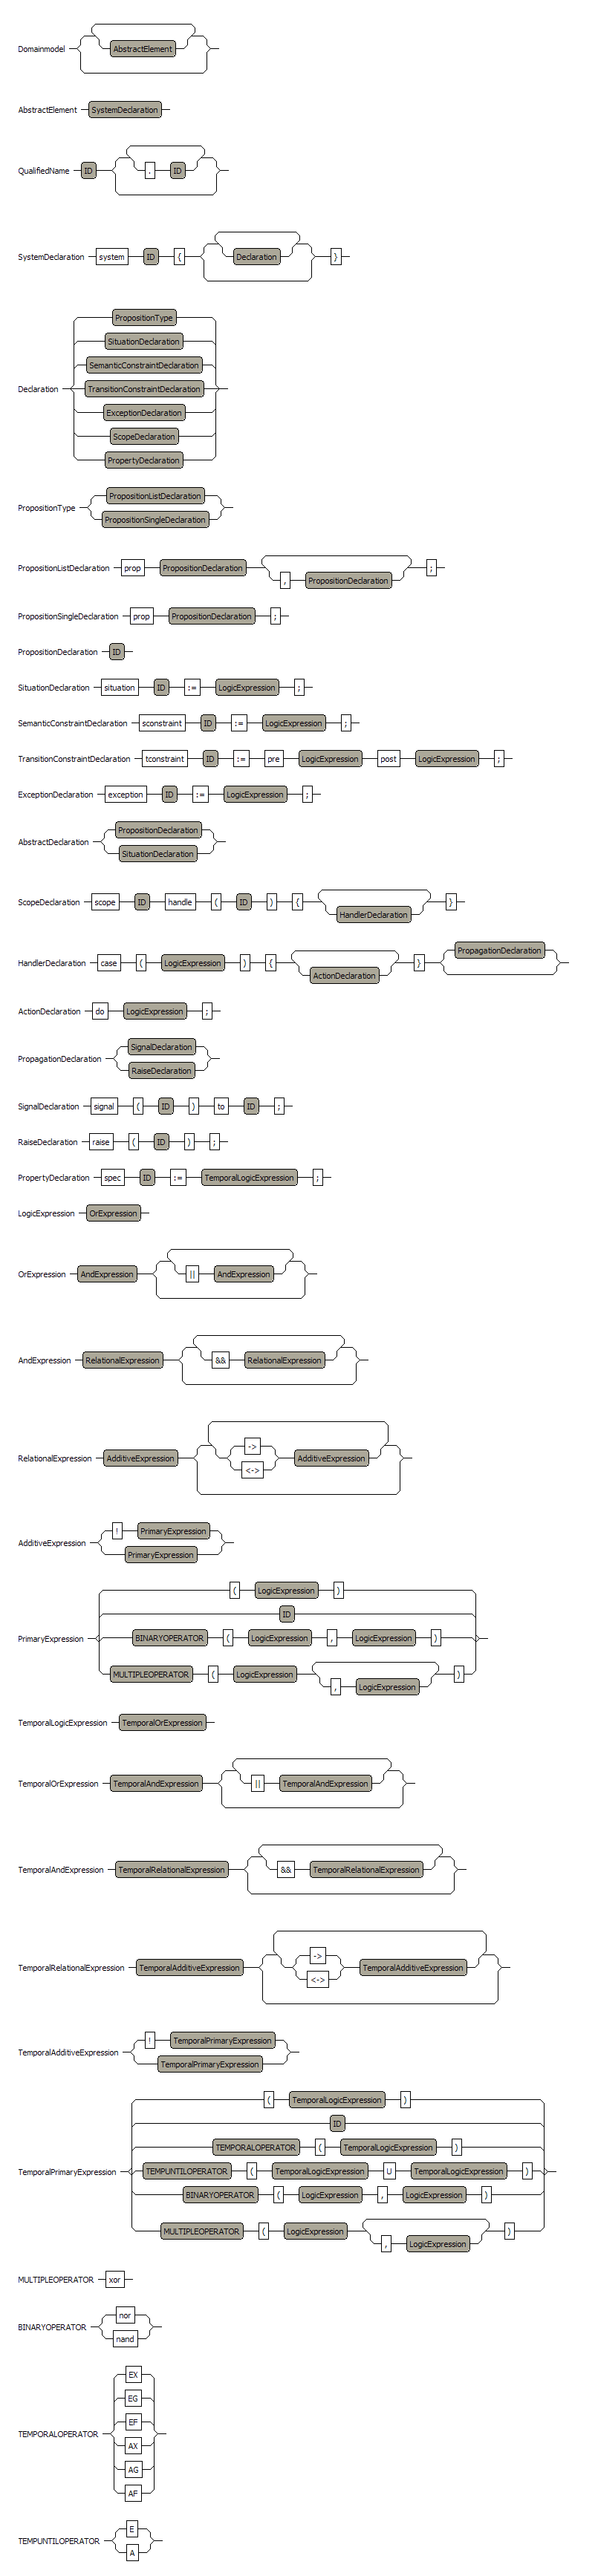 Domainmodel AbstractElement
AbstractElement SystemDeclaration
QualifiedName ID . ID
SystemDeclaration system ID { Declaration }
PropositionType
SituationDeclaration
SemanticConstraintDeclaration
Declaration TransitionConstraintDeclaration
ExceptionDeclaration
ScopeDeclaration
PropertyDeclaration
PropositionListDeclaration
PropositionType
PropositionSingleDeclaration
PropositionListDeclaration prop PropositionDeclaration , PropositionDeclaration ;
PropositionSingleDeclaration prop PropositionDeclaration ;
PropositionDeclaration ID
SituationDeclaration situation ID := LogicExpression ;
SemanticConstraintDeclaration sconstraint ID := LogicExpression ;
TransitionConstraintDeclaration tconstraint ID := pre LogicExpression post LogicExpression ;
ExceptionDeclaration exception ID := LogicExpression ;
PropositionDeclaration
AbstractDeclaration
SituationDeclaration
ScopeDeclaration scope ID handle ( ID ) { HandlerDeclaration }
HandlerDeclaration case ( LogicExpression ) { ActionDeclaration } PropagationDeclaration
ActionDeclaration do LogicExpression ;
SignalDeclaration
PropagationDeclaration
RaiseDeclaration
SignalDeclaration signal ( ID ) to ID ;
RaiseDeclaration raise ( ID ) ;
PropertyDeclaration spec ID := TemporalLogicExpression ;
LogicExpression OrExpression
OrExpression AndExpression || AndExpression
AndExpression RelationalExpression && RelationalExpression
->
RelationalExpression AdditiveExpression AdditiveExpression
<->
! PrimaryExpression
AdditiveExpression
PrimaryExpression
( LogicExpression )
ID
PrimaryExpression BINARYOPERATOR ( LogicExpression , LogicExpression )
MULTIPLEOPERATOR ( LogicExpression , LogicExpression )
TemporalLogicExpression TemporalOrExpression
TemporalOrExpression TemporalAndExpression || TemporalAndExpression
TemporalAndExpression TemporalRelationalExpression && TemporalRelationalExpression
->
TemporalRelationalExpression TemporalAdditiveExpression TemporalAdditiveExpression
<->
! TemporalPrimaryExpression
TemporalAdditiveExpression
TemporalPrimaryExpression
( TemporalLogicExpression )
ID
TEMPORALOPERATOR ( TemporalLogicExpression )
TemporalPrimaryExpression TEMPUNTILOPERATOR ( TemporalLogicExpression U TemporalLogicExpression )
BINARYOPERATOR ( LogicExpression , LogicExpression )
MULTIPLEOPERATOR ( LogicExpression , LogicExpression )
MULTIPLEOPERATOR xor
nor
BINARYOPERATOR
nand
EX
EG
EF
TEMPORALOPERATOR
AX
AG
AF
E
TEMPUNTILOPERATOR
A